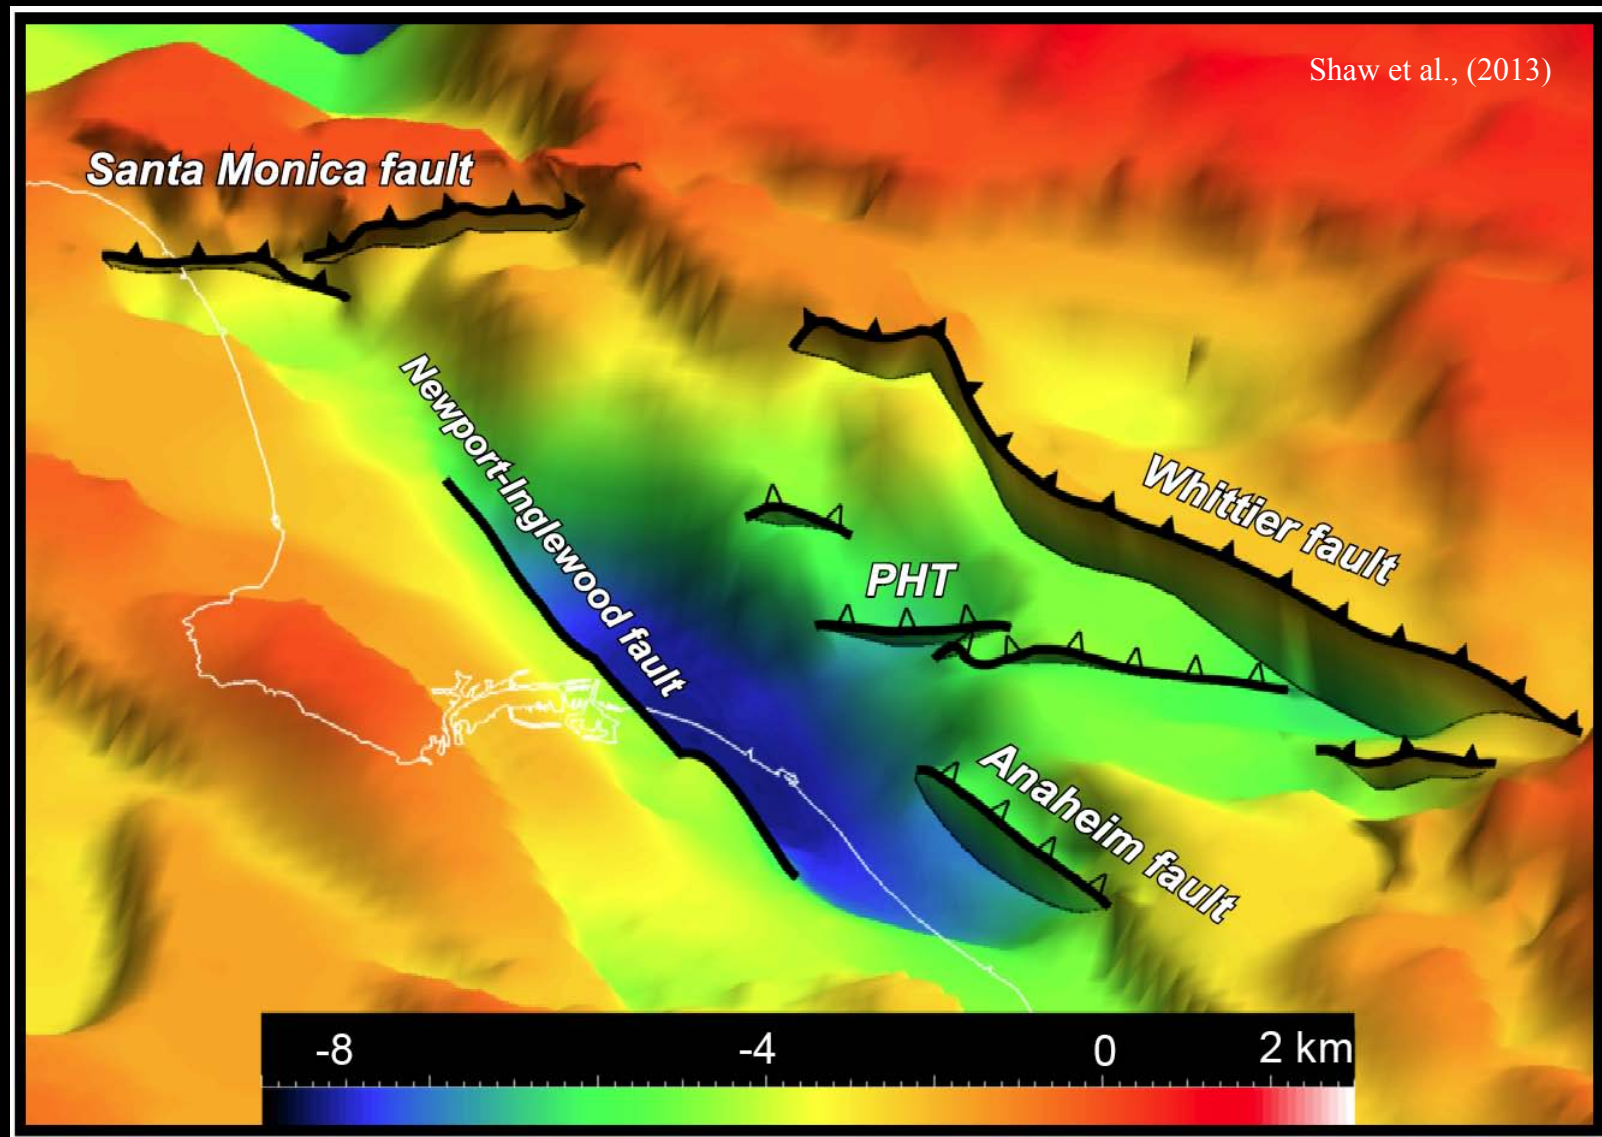 Shaw et al., (2013)
Santa Monica fault
Newport-Inglewood fault
Whittier fault
PHT
Anaheim fault
-8 -4 0 2 km